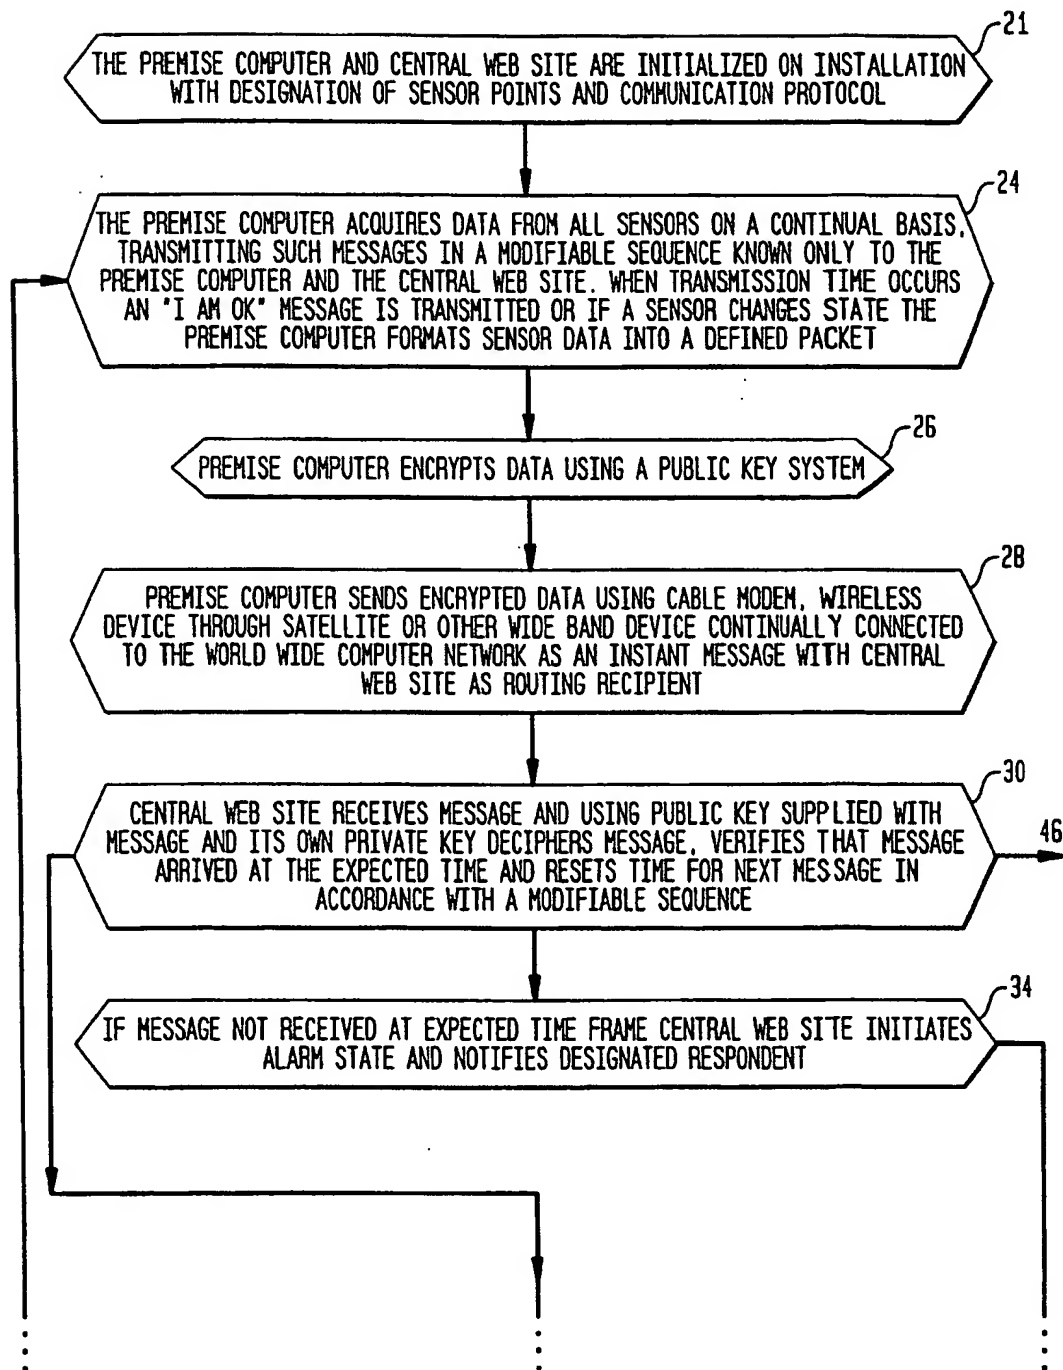 21
THE PREMISE COMPUTER AND CENTRAL WEB SITE ARE INITIALIZED ON INSTALLATION
WITH DESIGNATION OF SENSOR POINTS AND COMMUNICATION PROTOCOL
24
THE PREMISE COMPUTER ACQUIRES DATA FROM ALL SENSORS ON A CONTINUAL BASIS,
TRANSMITTING SUCH MESSAGES IN A MODIFIABLE SEQUENCE KNOWN ONLY TO THE
PREMISE COMPUTER AND THE CENTRAL WEB SITE. WHEN TRANSMISSION TIME OCCURS
AN "I AM OK" MESSAGE IS TRANSMITTED OR IF A SENSOR CHANGES STATE THE
PREMISE COMPUTER FORMATS SENSOR DATA INTO A DEFINED PACKET
26
PREMISE COMPUTER ENCRYPTS DATA USING A PUBLIC KEY SYSTEM
28
PREMISE COMPUTER SENDS ENCRYPTED DATA USING CABLE MODEM, WIRELESS
DEVICE THROUGH SATELLITE OR OTHER WIDE BAND DEVICE CONTINUALLY CONNECTED
TO THE WORLD WIDE COMPUTER NETWORK AS AN INSTANT MESSAGE WITH CENTRAL
WEB SITE AS ROUTING RECIPIENT
30
CENTRAL WEB SITE RECEIVES MESSAGE AND USING PUBLIC KEY SUPPLIED WITH
MESSAGE AND ITS OWN PRIVATE KEY DECIPHERS MESSAGE, VERIFIES THAT MESSAGE
ARRIVED AT THE EXPECTED TIME AND RESETS TIME FOR NEXT MESSAGE IN
ACCORDANCE WITH A MODIFIABLE SEQUENCE
46
34
IF MESSAGE NOT RECEIVED AT EXPECTED TIME FRAME CENTRAL WEB SITE INITIATES
ALARM STATE AND NOTIFIES DESIGNATED RESPONDENT